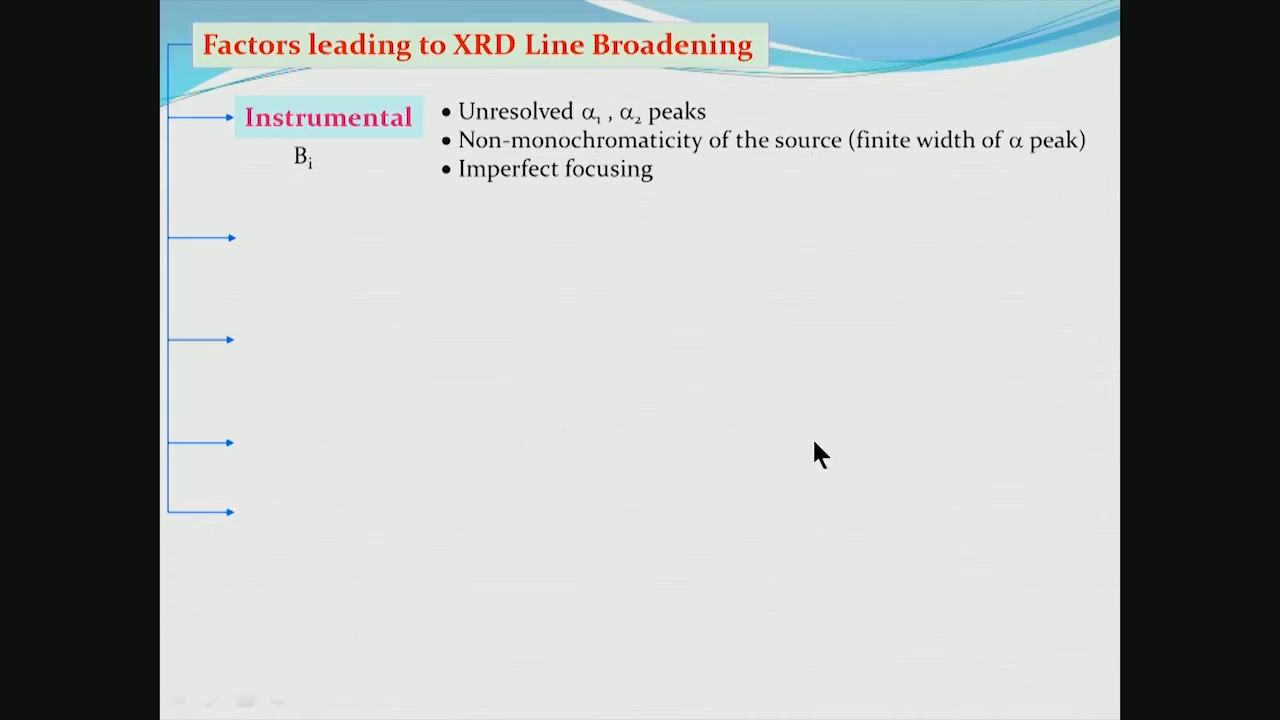 Factors leading to XRD Line Broadening
Instrumental
Bᵢ
• Unresolved α₁ , α₂ peaks
• Non-monochromaticity of the source (finite width of α peak)
• Imperfect focusing